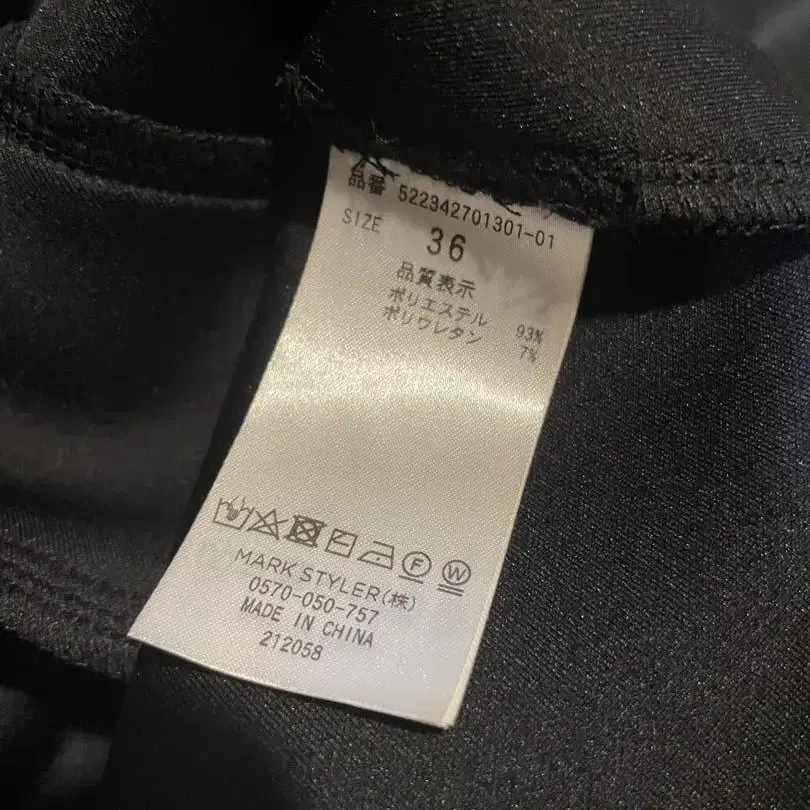 品番 522342701301-01
SIZE 36
品質表示
ポリエステル 93%
ポリウレタン 7%
F W
MARK STYLER(株)
0570-050-757
MADE IN CHINA
212058